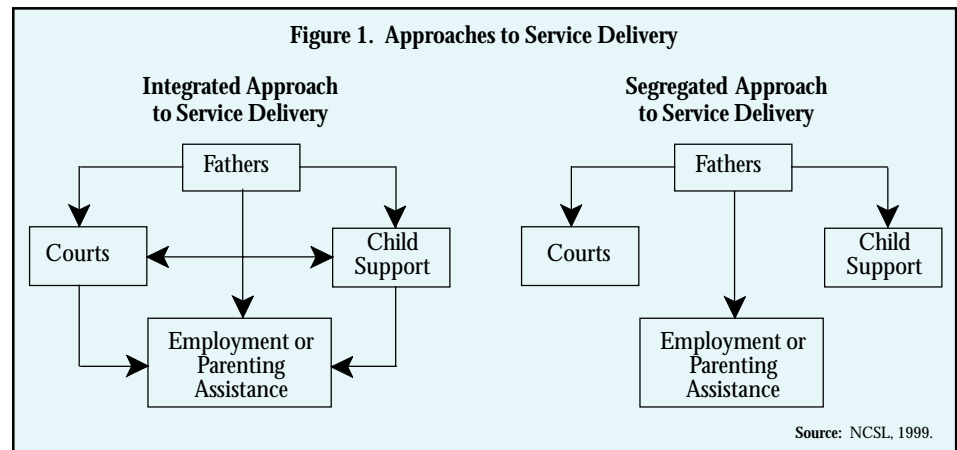 Figure 1. Approaches to Service Delivery
Integrated Approach
to Service Delivery
Fathers
Courts
Child
Support
Employment or
Parenting
Assistance
Segregated Approach
to Service Delivery
Fathers
Courts
Child
Support
Employment or
Parenting
Assistance
Source: NCSL, 1999.